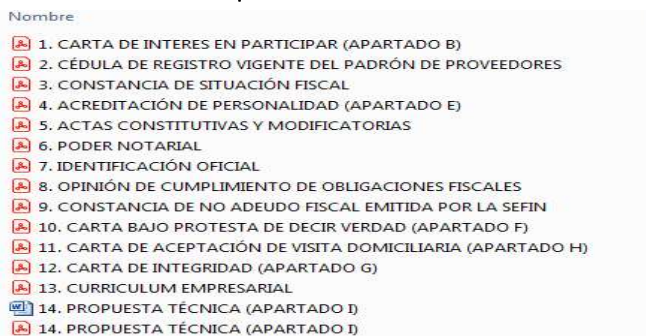 Nombre
1. CARTA DE INTERES EN PARTICIPAR (APARTADO B)
2. CÉDULA DE REGISTRO VIGENTE DEL PADRÓN DE PROVEEDORES
3. CONSTANCIA DE SITUACIÓN FISCAL
4. ACREDITACIÓN DE PERSONALIDAD (APARTADO E)
5. ACTAS CONSTITUTIVAS Y MODIFICATORIAS
6. PODER NOTARIAL
7. IDENTIFICACIÓN OFICIAL
8. OPINIÓN DE CUMPLIMIENTO DE OBLIGACIONES FISCALES
9. CONSTANCIA DE NO ADEUDO FISCAL EMITIDA POR LA SEFIN
10. CARTA BAJO PROTESTA DE DECIR VERDAD (APARTADO F)
11. CARTA DE ACEPTACIÓN DE VISITA DOMICILIARIA (APARTADO H)
12. CARTA DE INTEGRIDAD (APARTADO G)
13. CURRICULUM EMPRESARIAL
14. PROPUESTA TÉCNICA (APARTADO I)
14. PROPUESTA TÉCNICA (APARTADO I)